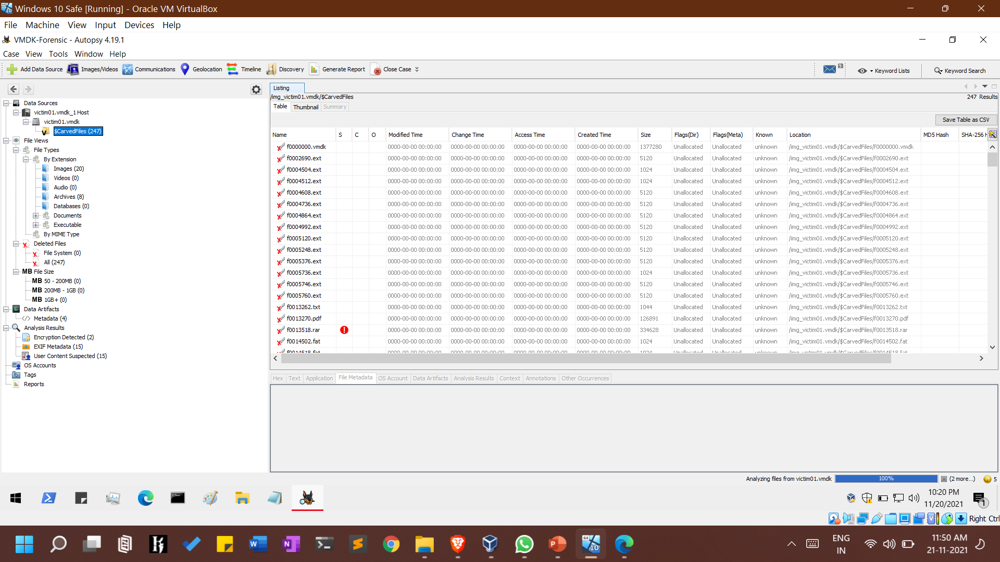 Windows 10 Safe [Running] - Oracle VM VirtualBox
File Machine View Input Devices Help
VMDK-Forensic - Autopsy 4.19.1
Case View Tools Window Help
Add Data Source Images/Videos Communications Geolocation Timeline Discovery Generate Report Close Case 9 Keyword Lists Keyword Search
Data Sources
victim01.vmdk_1 Host
victim01.vmdk
$CarvedFiles (247)
File Views
File Types
By Extension
Images (20)
Videos (0)
Audio (0)
Archives (8)
Databases (0)
Documents
Executable
By MIME Type
Deleted Files
File System (0)
All (247)
MB File Size
MB 50 - 200MB (0)
MB 200MB - 1GB (0)
MB 1GB+ (0)
Data Artifacts
Metadata (4)
Analysis Results
Encryption Detected (2)
EXIF Metadata (15)
User Content Suspected (15)
OS Accounts
Tags
Reports
Listing
/img_victim01.vmdk/$CarvedFiles 247 Results
Table Thumbnail Summary
Save Table as CSV
Name S C O Modified Time Change Time Access Time Created Time Size Flags(Dir) Flags(Meta) Known Location MD5 Hash SHA-256 H
f0000000.vmdk 0000-00-00 00:00:00 0000-00-00 00:00:00 0000-00-00 00:00:00 0000-00-00 00:00:00 1377280 Unallocated Unallocated unknown /img_victim01.vmdk/$CarvedFiles/f0000000.vmdk
f0002690.ext 0000-00-00 00:00:00 0000-00-00 00:00:00 0000-00-00 00:00:00 0000-00-00 00:00:00 5120 Unallocated Unallocated unknown /img_victim01.vmdk/$CarvedFiles/f0002690.ext
f0004504.ext 0000-00-00 00:00:00 0000-00-00 00:00:00 0000-00-00 00:00:00 0000-00-00 00:00:00 1024 Unallocated Unallocated unknown /img_victim01.vmdk/$CarvedFiles/f0004504.ext
f0004512.ext 0000-00-00 00:00:00 0000-00-00 00:00:00 0000-00-00 00:00:00 0000-00-00 00:00:00 1024 Unallocated Unallocated unknown /img_victim01.vmdk/$CarvedFiles/f0004512.ext
f0004608.ext 0000-00-00 00:00:00 0000-00-00 00:00:00 0000-00-00 00:00:00 0000-00-00 00:00:00 5120 Unallocated Unallocated unknown /img_victim01.vmdk/$CarvedFiles/f0004608.ext
f0004736.ext 0000-00-00 00:00:00 0000-00-00 00:00:00 0000-00-00 00:00:00 0000-00-00 00:00:00 5120 Unallocated Unallocated unknown /img_victim01.vmdk/$CarvedFiles/f0004736.ext
f0004864.ext 0000-00-00 00:00:00 0000-00-00 00:00:00 0000-00-00 00:00:00 0000-00-00 00:00:00 5120 Unallocated Unallocated unknown /img_victim01.vmdk/$CarvedFiles/f0004864.ext
f0004992.ext 0000-00-00 00:00:00 0000-00-00 00:00:00 0000-00-00 00:00:00 0000-00-00 00:00:00 5120 Unallocated Unallocated unknown /img_victim01.vmdk/$CarvedFiles/f0004992.ext
f0005120.ext 0000-00-00 00:00:00 0000-00-00 00:00:00 0000-00-00 00:00:00 0000-00-00 00:00:00 5120 Unallocated Unallocated unknown /img_victim01.vmdk/$CarvedFiles/f0005120.ext
f0005248.ext 0000-00-00 00:00:00 0000-00-00 00:00:00 0000-00-00 00:00:00 0000-00-00 00:00:00 5120 Unallocated Unallocated unknown /img_victim01.vmdk/$CarvedFiles/f0005248.ext
f0005376.ext 0000-00-00 00:00:00 0000-00-00 00:00:00 0000-00-00 00:00:00 0000-00-00 00:00:00 5120 Unallocated Unallocated unknown /img_victim01.vmdk/$CarvedFiles/f0005376.ext
f0005736.ext 0000-00-00 00:00:00 0000-00-00 00:00:00 0000-00-00 00:00:00 0000-00-00 00:00:00 1024 Unallocated Unallocated unknown /img_victim01.vmdk/$CarvedFiles/f0005736.ext
f0005746.ext 0000-00-00 00:00:00 0000-00-00 00:00:00 0000-00-00 00:00:00 0000-00-00 00:00:00 5120 Unallocated Unallocated unknown /img_victim01.vmdk/$CarvedFiles/f0005746.ext
f0005760.ext 0000-00-00 00:00:00 0000-00-00 00:00:00 0000-00-00 00:00:00 0000-00-00 00:00:00 5120 Unallocated Unallocated unknown /img_victim01.vmdk/$CarvedFiles/f0005760.ext
f0013262.txt 0000-00-00 00:00:00 0000-00-00 00:00:00 0000-00-00 00:00:00 0000-00-00 00:00:00 1044 Unallocated Unallocated unknown /img_victim01.vmdk/$CarvedFiles/f0013262.txt
f0013270.pdf 0000-00-00 00:00:00 0000-00-00 00:00:00 0000-00-00 00:00:00 0000-00-00 00:00:00 126891 Unallocated Unallocated unknown /img_victim01.vmdk/$CarvedFiles/f0013270.pdf
f0013518.rar 0000-00-00 00:00:00 0000-00-00 00:00:00 0000-00-00 00:00:00 0000-00-00 00:00:00 334628 Unallocated Unallocated unknown /img_victim01.vmdk/$CarvedFiles/f0013518.rar
f0014502.fat 0000-00-00 00:00:00 0000-00-00 00:00:00 0000-00-00 00:00:00 0000-00-00 00:00:00 1024 Unallocated Unallocated unknown /img_victim01.vmdk/$CarvedFiles/f0014502.fat
f0014518.fat 0000-00-00 00:00:00 0000-00-00 00:00:00 0000-00-00 00:00:00 0000-00-00 00:00:00 1024 Unallocated Unallocated unknown /img_victim01.vmdk/$CarvedFiles/f0014518.fat
Hex Text Application File Metadata OS Account Data Artifacts Analysis Results Context Annotations Other Occurrences
Analyzing files from victim01.vmdk 100% (2 more...) 5
10:20 PM
11/20/2021
1
Right Ctrl
ENG
IN
11:50 AM
21-11-2021